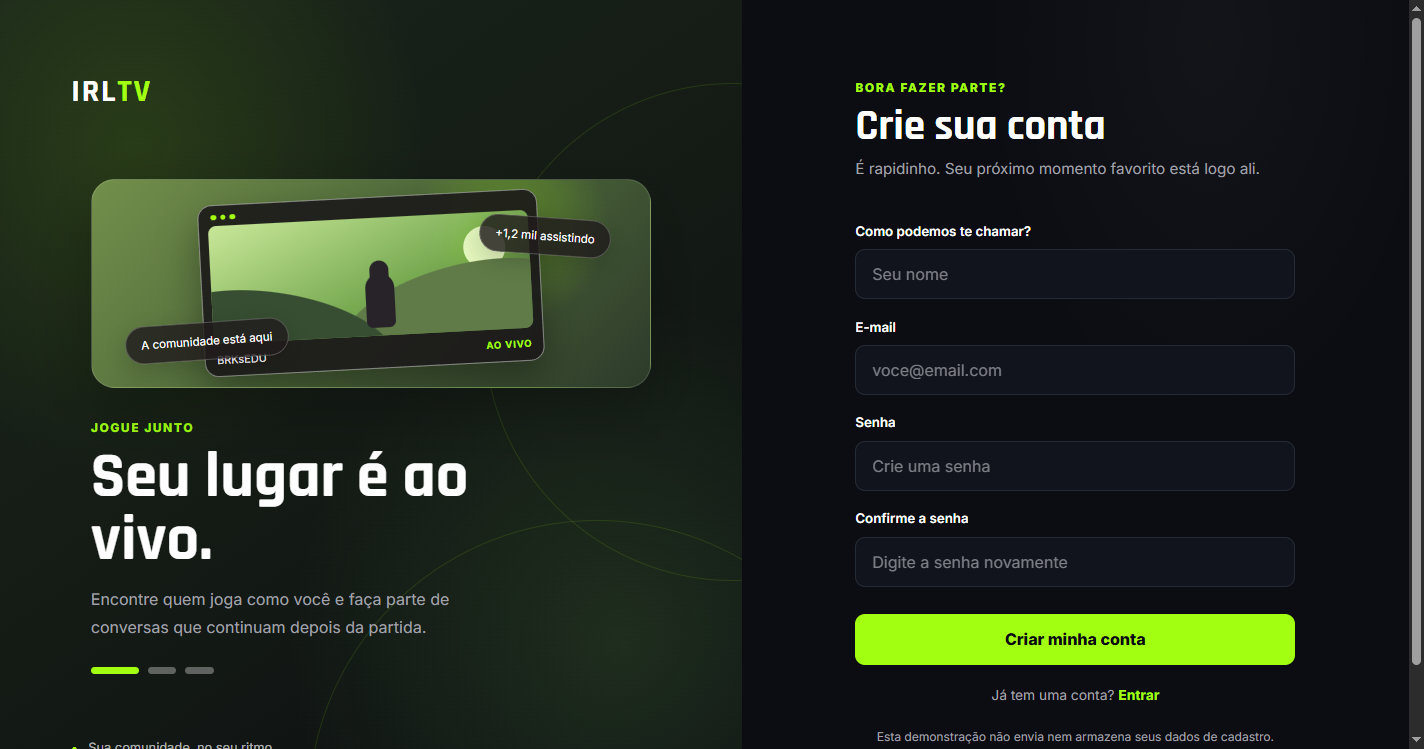 IRLTV
+1,2 mil assistindo
A comunidade está aqui
BRKsEDU
AO VIVO
JOGUE JUNTO
Seu lugar é ao
vivo.
Encontre quem joga como você e faça parte de
conversas que continuam depois da partida.
Sua comunidade, no seu ritmo
BORA FAZER PARTE?
Crie sua conta
É rapidinho. Seu próximo momento favorito está logo ali.
Como podemos te chamar?
Seu nome
E-mail
voce@email.com
Senha
Crie uma senha
Confirme a senha
Digite a senha novamente
Criar minha conta
Já tem uma conta? Entrar
Esta demonstração não envia nem armazena seus dados de cadastro.